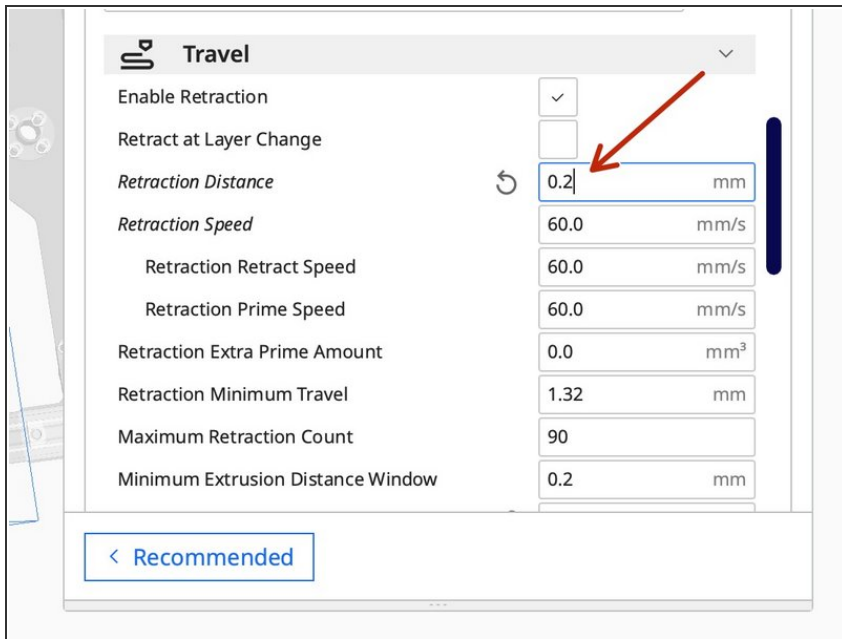 Travel
Enable Retraction
Retract at Layer Change
Retraction Distance 0.2 mm
Retraction Speed 60.0 mm/s
Retraction Retract Speed 60.0 mm/s
Retraction Prime Speed 60.0 mm/s
Retraction Extra Prime Amount 0.0 mm³
Retraction Minimum Travel 1.32 mm
Maximum Retraction Count 90
Minimum Extrusion Distance Window 0.2 mm
Recommended